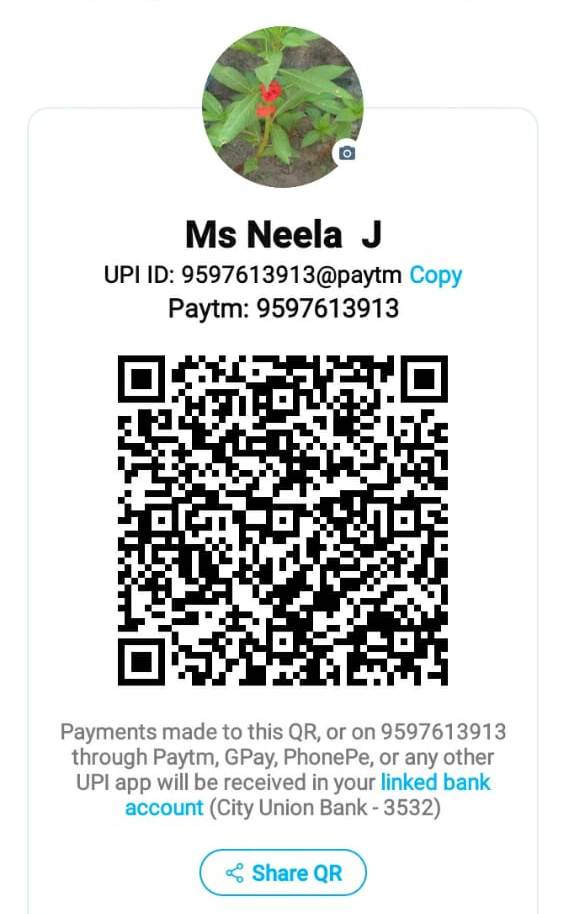 Ms Neela J
UPI ID: 9597613913@paytm Copy
Paytm: 9597613913
Payments made to this QR, or on 9597613913
through Paytm, GPay, PhonePe, or any other
UPI app will be received in your linked bank
account (City Union Bank - 3532)
Share QR